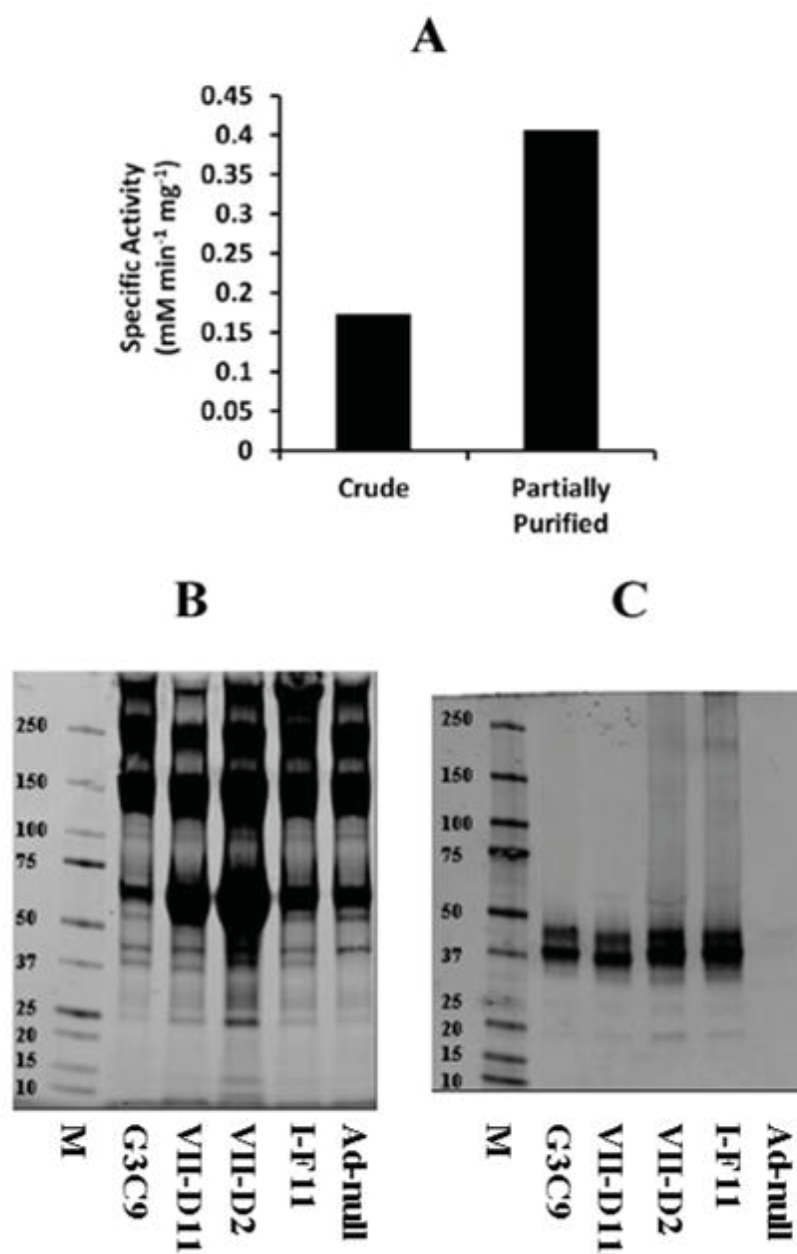 A
Specific Activity
(mM min⁻¹ mg⁻¹)
0.45
0.4
0.35
0.3
0.25
0.2
0.15
0.1
0.05
0
Crude
Partially
Purified
B
250
150
100
75
50
37
25
20
15
10
M
G3C9
VII-D11
VII-D2
I-F11
Ad-null
C
250
150
100
75
50
37
25
20
15
10
M
G3C9
VII-D11
VII-D2
I-F11
Ad-null